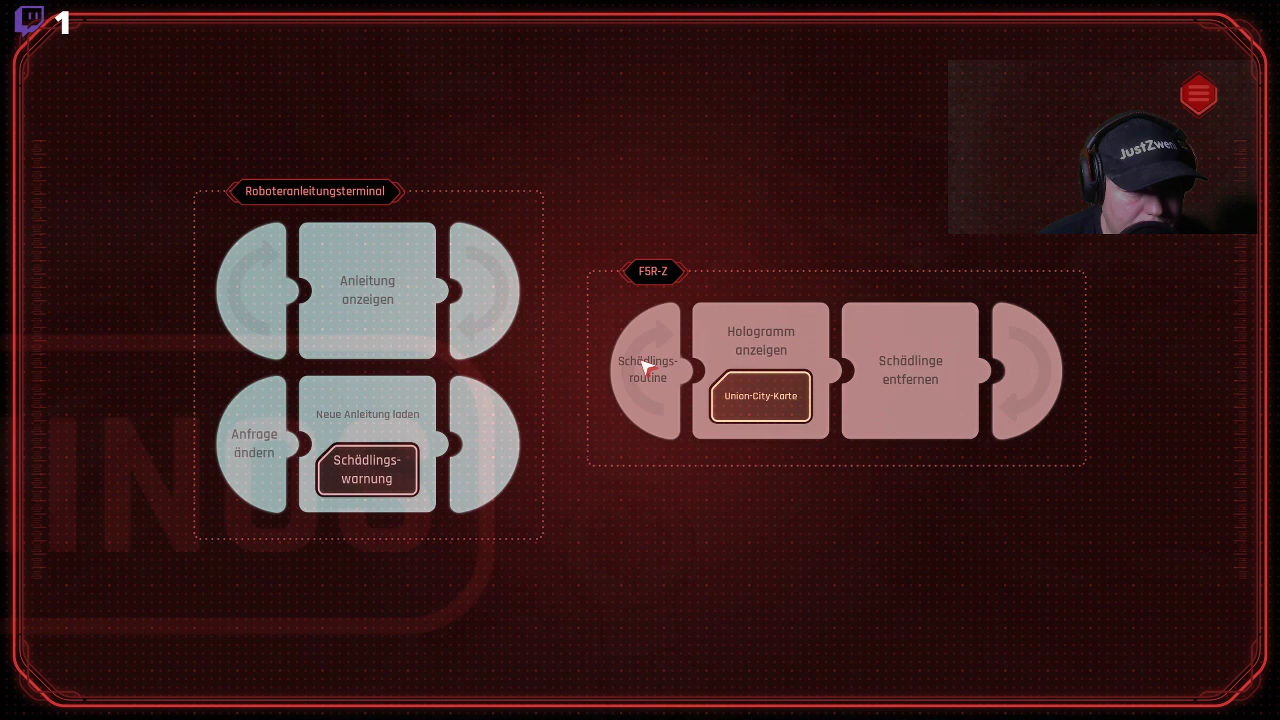 1
JustZwen
Roboteranleitungsterminal
Anleitung
anzeigen
Anfrage
ändern
Neue Anleitung laden
Schädlings-
warnung
F5R-Z
Schädlings-
routine
Hologramm
anzeigen
Union-City-Karte
Schädlinge
entfernen